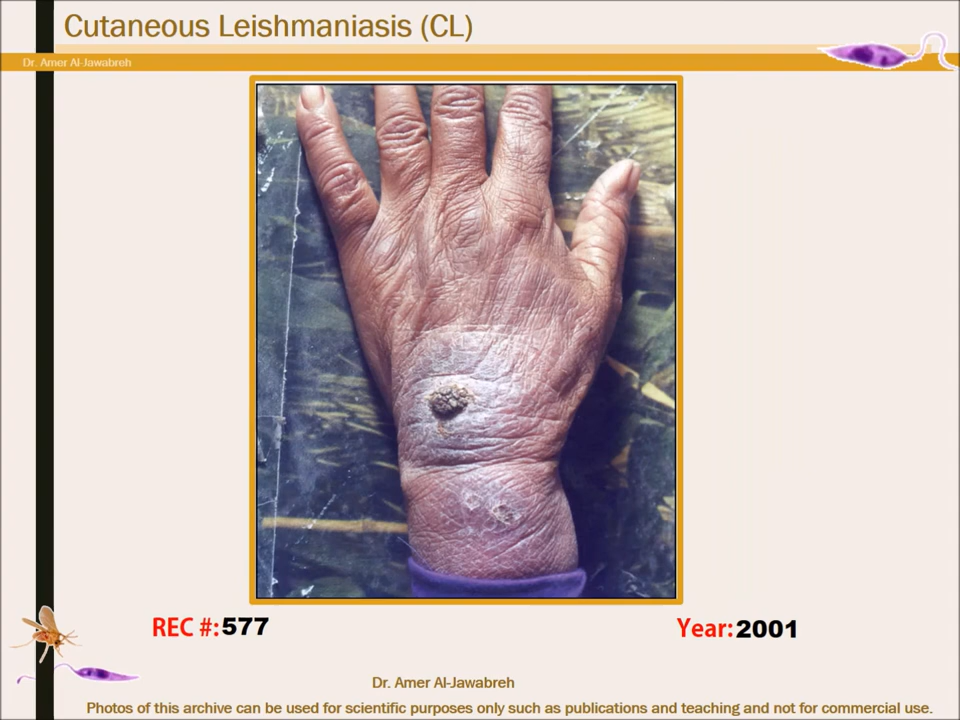 Cutaneous Leishmaniasis (CL)
Dr. Amer Al-Jawabreh
REC #:577
Year:2001
Dr. Amer Al-Jawabreh
Photos of this archive can be used for scientific purposes only such as publications and teaching and not for commercial use.